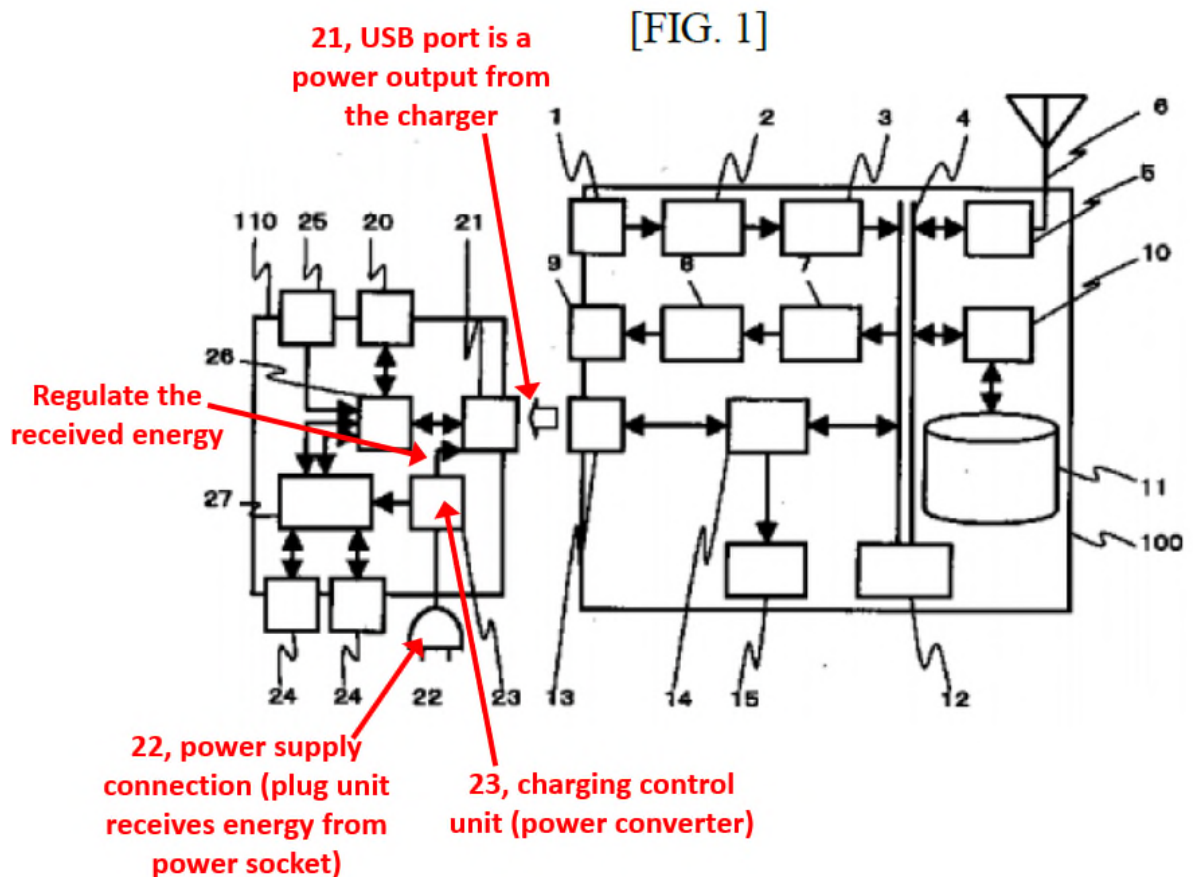 [FIG. 1]
21, USB port is a
power output from
the charger
1
2
3
4
6
5
110
25
20
21
9
8
7
10
26
Regulate the
received energy
27
11
100
24
24
22
23
13
14
15
12
22, power supply
connection (plug unit
receives energy from
power socket)
23, charging control
unit (power converter)